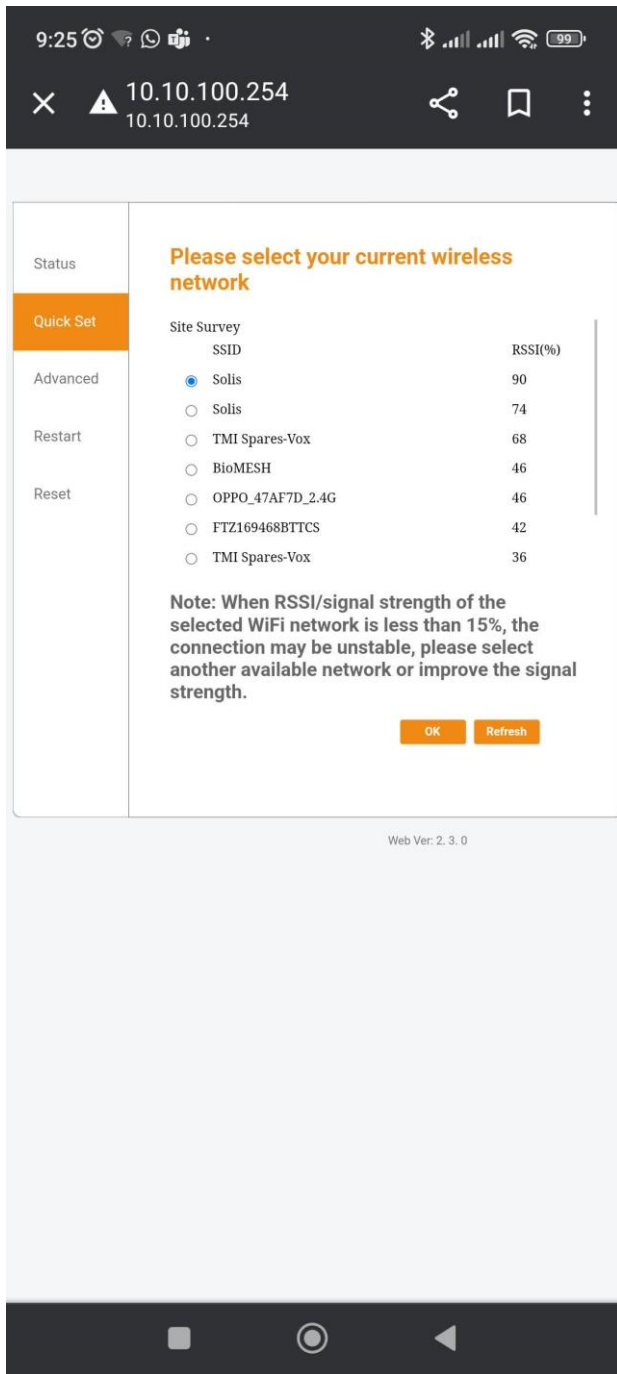 9:25
99
10.10.100.254
10.10.100.254
Status
Quick Set
Advanced
Restart
Reset
Please select your current wireless
network
Site Survey
SSID RSSI(%)
Solis 90
Solis 74
TMI Spares-Vox 68
BioMESH 46
OPPO_47AF7D_2.4G 46
FTZ169468BTTCS 42
TMI Spares-Vox 36
Note: When RSSI/signal strength of the
selected WiFi network is less than 15%, the
connection may be unstable, please select
another available network or improve the signal
strength.
OK Refresh
Web Ver: 2. 3. 0